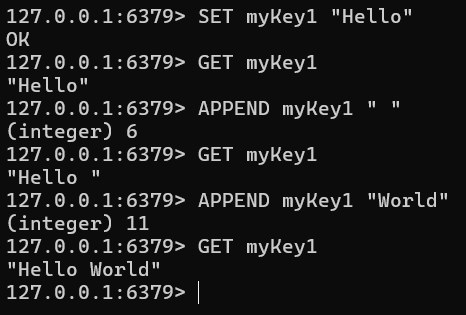 127.0.0.1:6379> SET myKey1 "Hello"
OK
127.0.0.1:6379> GET myKey1
"Hello"
127.0.0.1:6379> APPEND myKey1 " "
(integer) 6
127.0.0.1:6379> GET myKey1
"Hello "
127.0.0.1:6379> APPEND myKey1 "World"
(integer) 11
127.0.0.1:6379> GET myKey1
"Hello World"
127.0.0.1:6379>